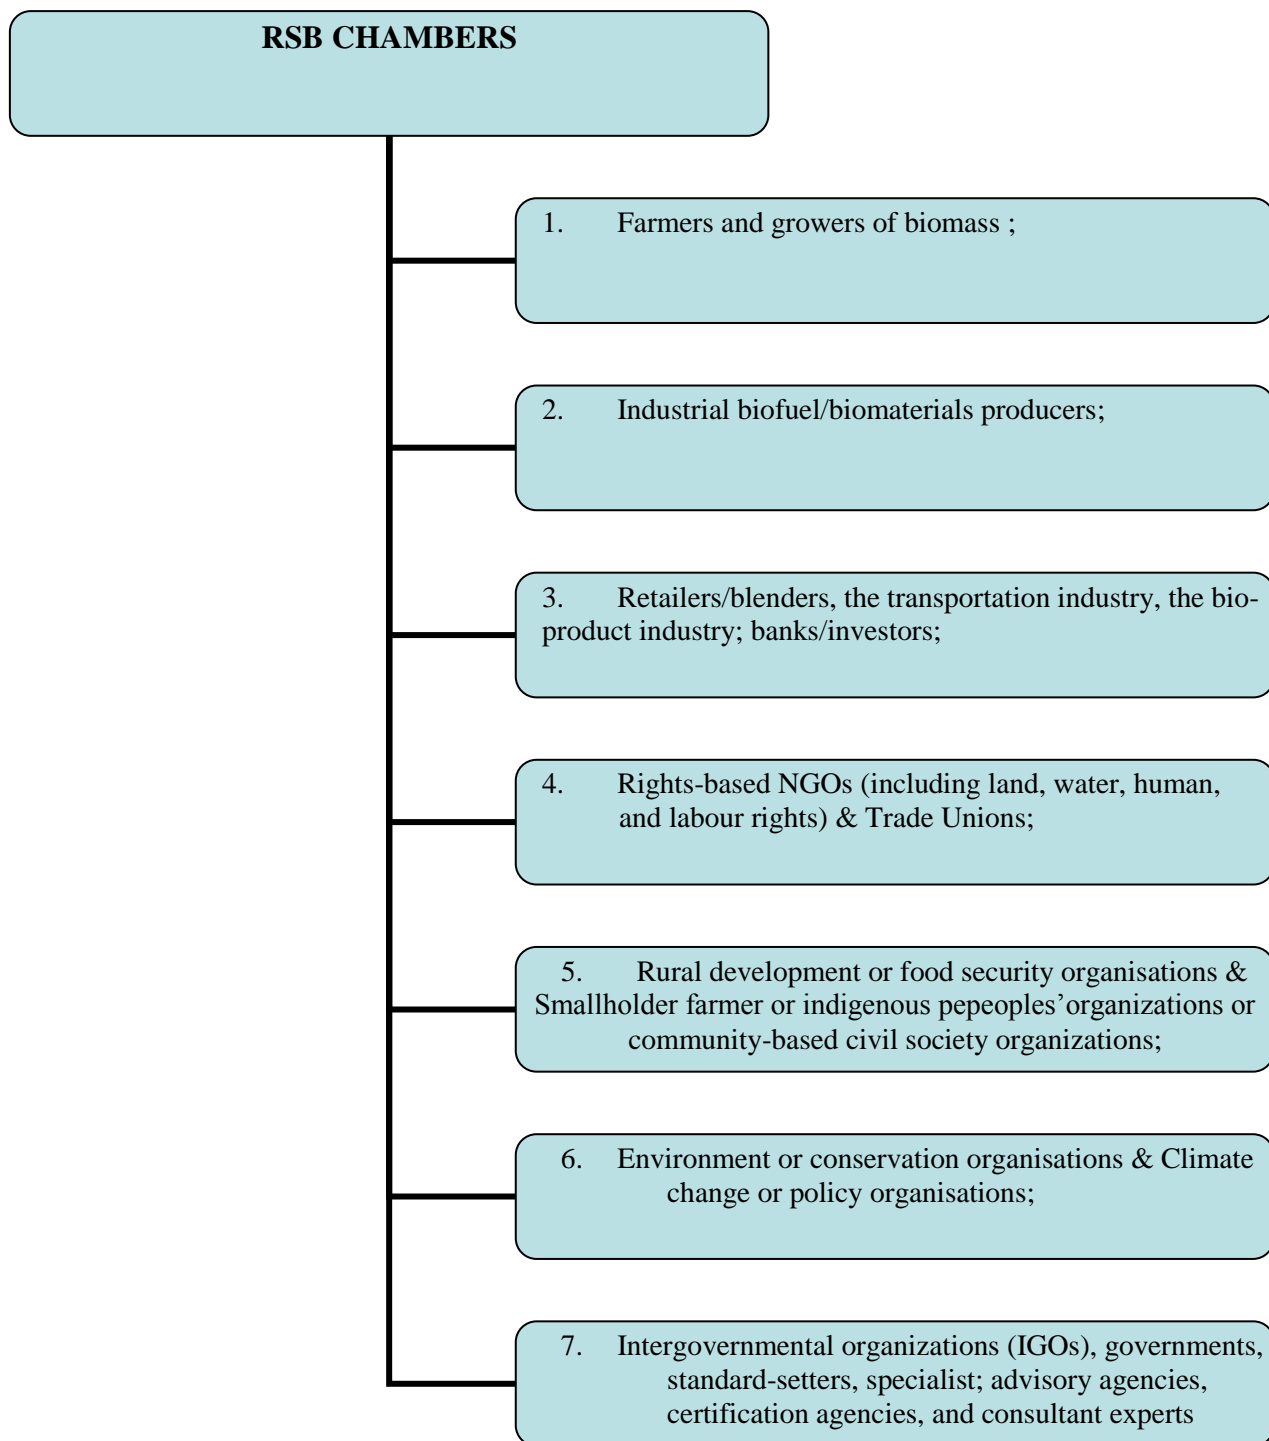 RSB CHAMBERS
1. Farmers and growers of biomass ;
2. Industrial biofuel/biomaterials producers;
3. Retailers/blenders, the transportation industry, the bio-
product industry; banks/investors;
4. Rights-based NGOs (including land, water, human,
and labour rights) & Trade Unions;
5. Rural development or food security organisations &
Smallholder farmer or indigenous pepeoples’organizations or
community-based civil society organizations;
6. Environment or conservation organisations & Climate
change or policy organisations;
7. Intergovernmental organizations (IGOs), governments,
standard-setters, specialist; advisory agencies,
certification agencies, and consultant experts